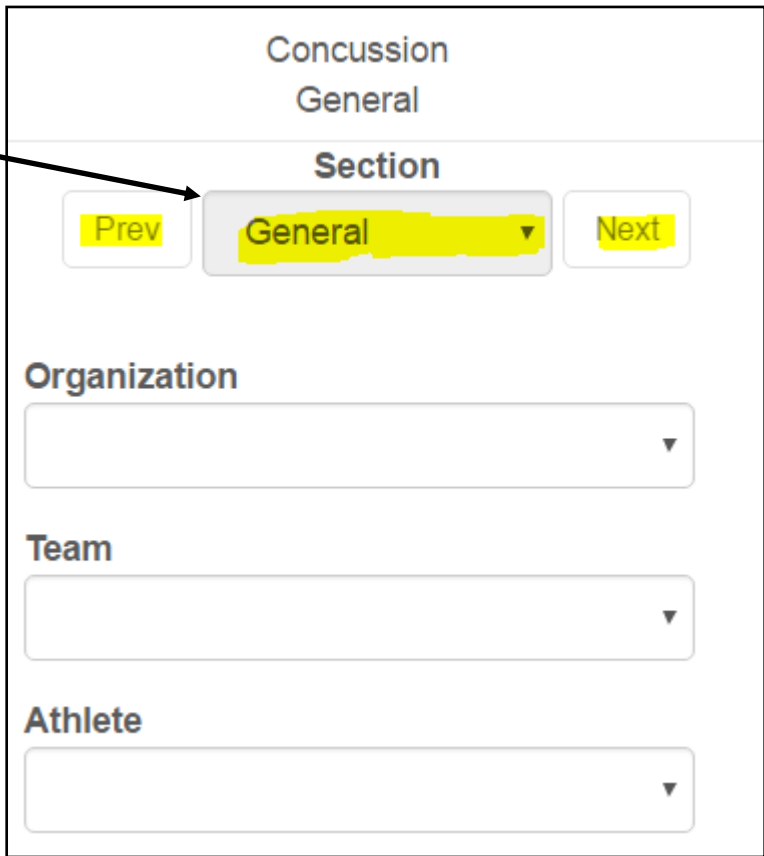 Concussion
General
Section
Prev General Next
Organization
Team
Athlete